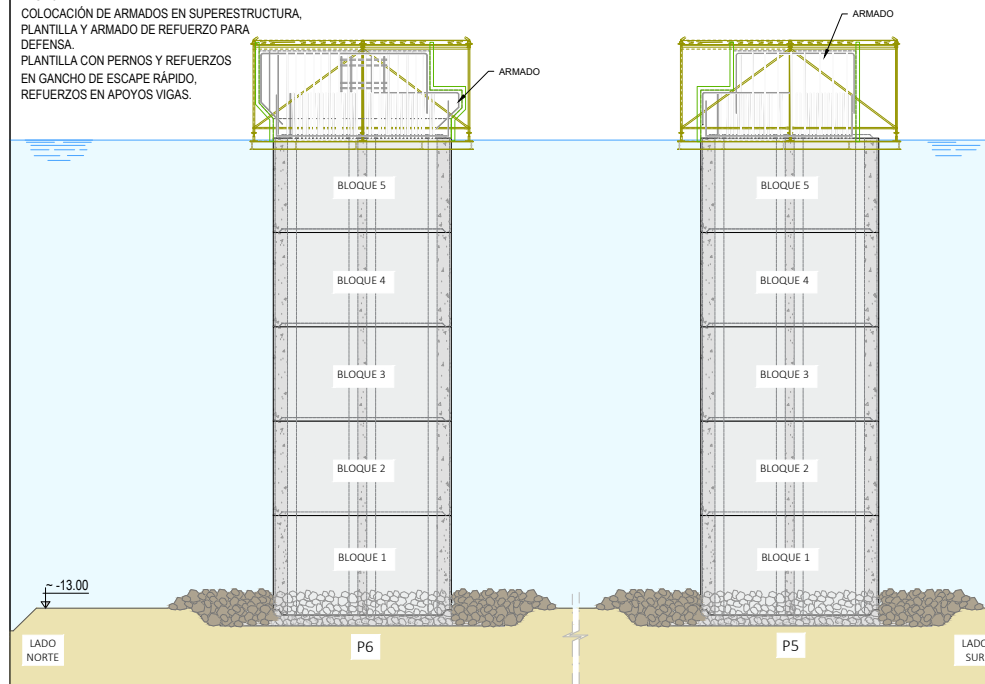 COLOCACIÓN DE ARMADOS EN SUPERESTRUCTURA,
PLANTILLA Y ARMADO DE REFUERZO PARA
DEFENSA.
PLANTILLA CON PERNOS Y REFUERZOS
EN GANCHO DE ESCAPE RÁPIDO,
REFUERZOS EN APOYOS VIGAS.
ARMADO
ARMADO
BLOQUE 5
BLOQUE 5
BLOQUE 4
BLOQUE 4
BLOQUE 3
BLOQUE 3
BLOQUE 2
BLOQUE 2
BLOQUE 1
BLOQUE 1
~ -13.00
LADO
NORTE
P6
P5
LADO
SUR